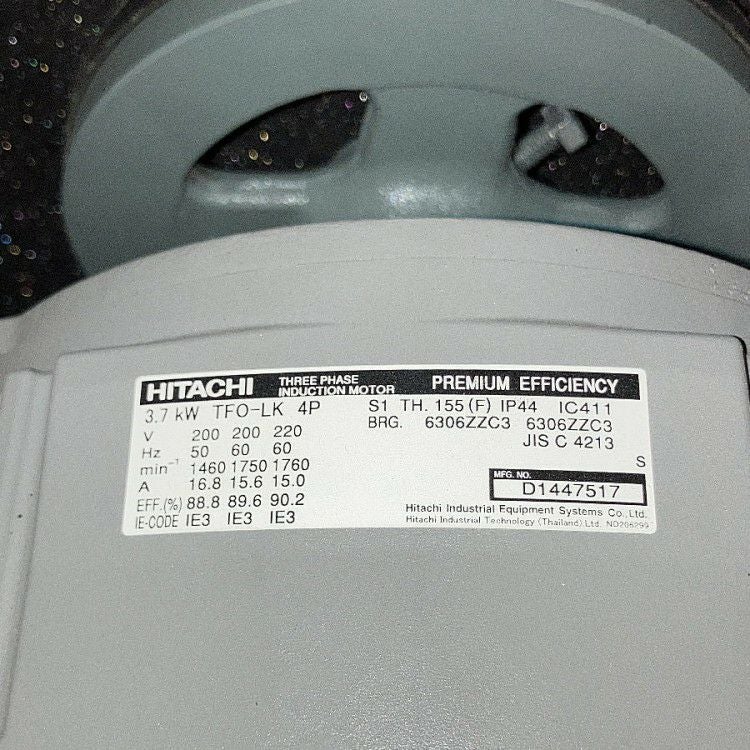 HITACHI THREE PHASE INDUCTION MOTOR PREMIUM EFFICIENCY
3.7 kW TFO-LK 4P S1 TH. 155 (F) IP44 IC411
BRG. 6306ZZC3 6306ZZC3
V 200 200 220
JIS C 4213
Hz 50 60 60
S
min⁻¹ 1460 1750 1760
MFG. NO.
A 16.8 15.6 15.0
D1447517
EFF.(%) 88.8 89.6 90.2
Hitachi Industrial Equipment Systems Co.,Ltd.
IE-CODE IE3 IE3 IE3
Hitachi Industrial Technology (Thailand).Ltd.